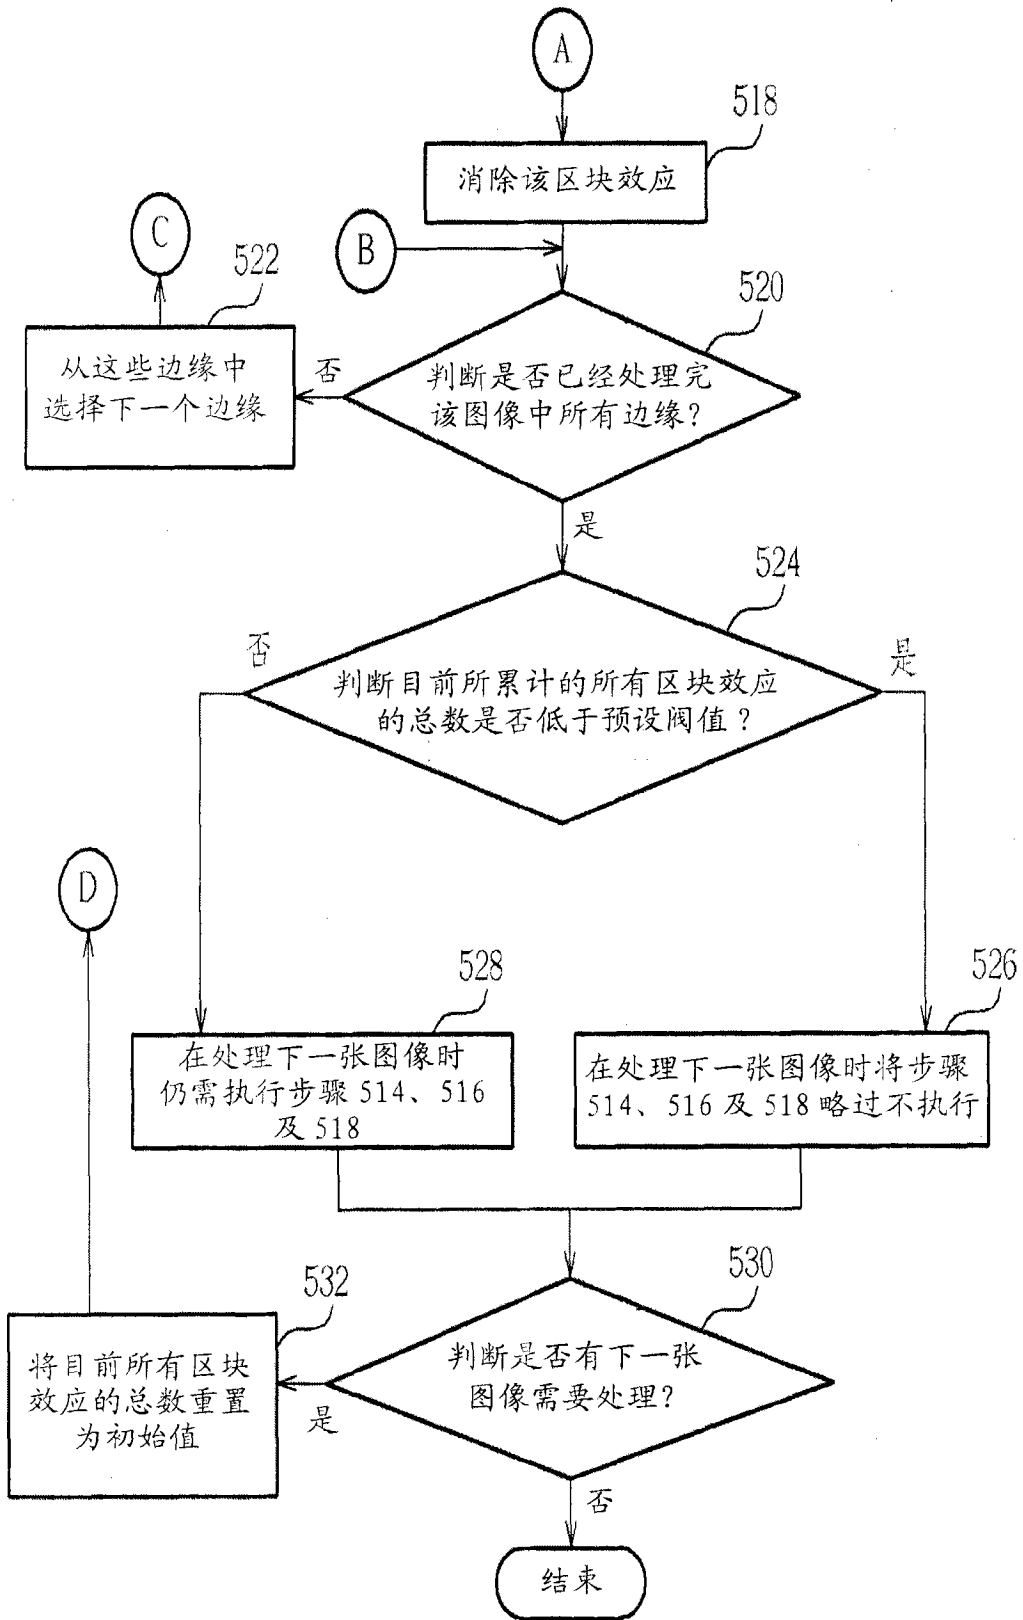 A
518
消除该区块效应
B
C
522
520
从这些边缘中
选择下一个边缘
否
判断是否已经处理完
该图像中所有边缘？
是
524
否
是
判断目前所累计的所有区块效应
的总数是否低于预设阀值？
D
528
526
在处理下一张图像时
仍需执行步骤 514、516
及 518
在处理下一张图像时将步骤
514、516 及 518 略过不执行
530
532
判断是否有下一张
图像需要处理？
将目前所有区块
效应的总数重置
为初始值
是
否
结束